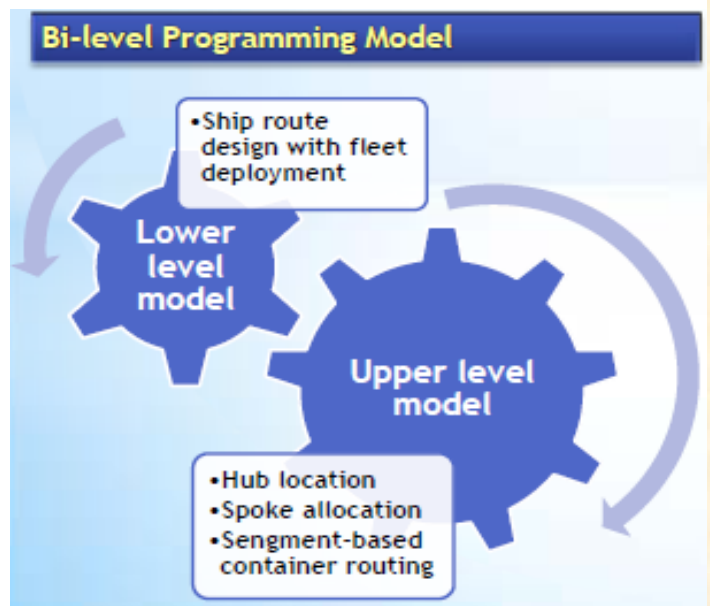 Bi-level Programming Model
•Ship route
design with fleet
deployment
Lower
level
model
Upper level
model
•Hub location
•Spoke allocation
•Sengment-based
container routing